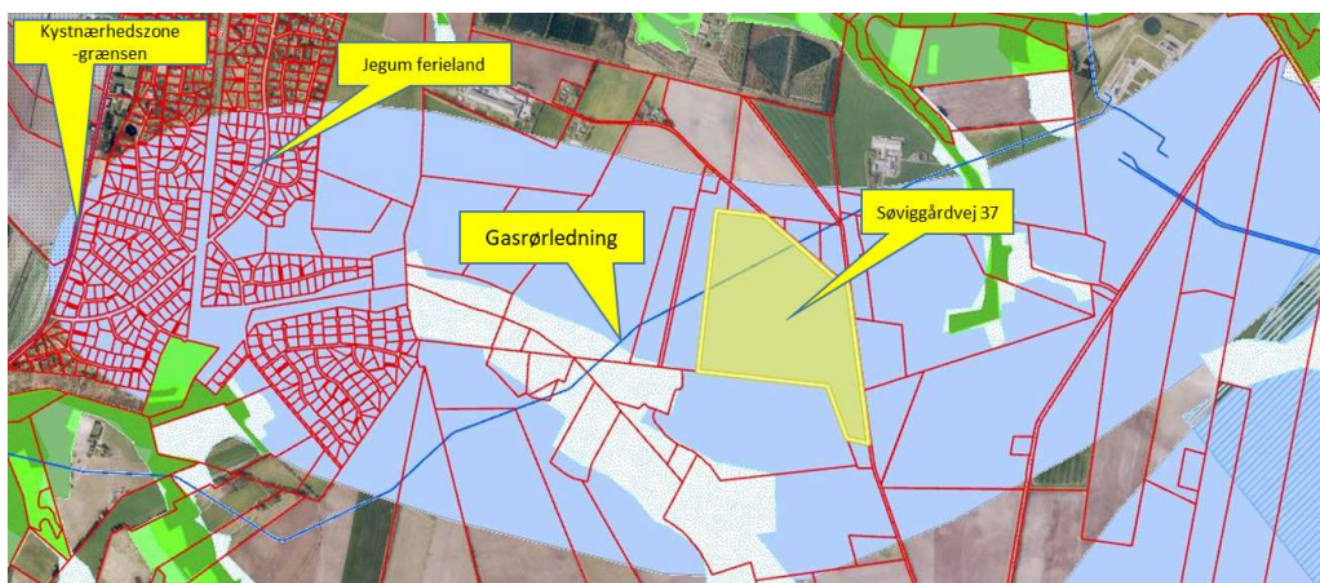 Kystnærhedszone
-grænsen
Jegum ferieland
Gasrørledning
Søviggårdvej 37